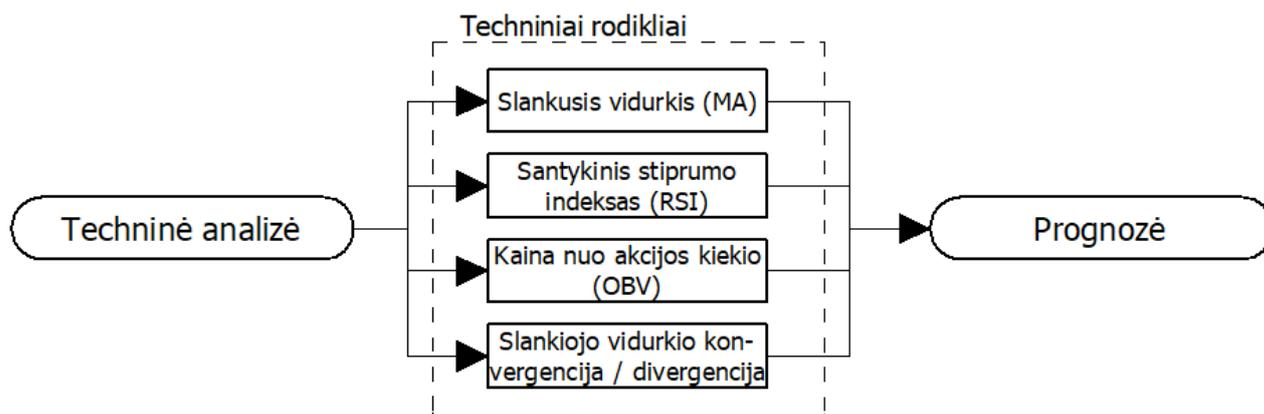 Techniniai rodikliai
Slankusis vidurkis (MA)
Santykinis stiprumo
indeksas (RSI)
Techninė analizė
Prognozė
Kaina nuo akcijos kiekio
(OBV)
Slankiojo vidurkio kon-
vergencija / divergencija